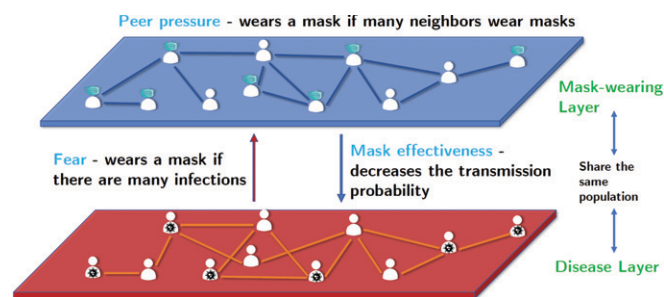 Peer pressure - wears a mask if many neighbors wear masks
Mask-wearing
Layer
Fear - wears a mask if
there are many infections
Mask effectiveness -
decreases the transmission
probability
Share the
same
population
Disease Layer